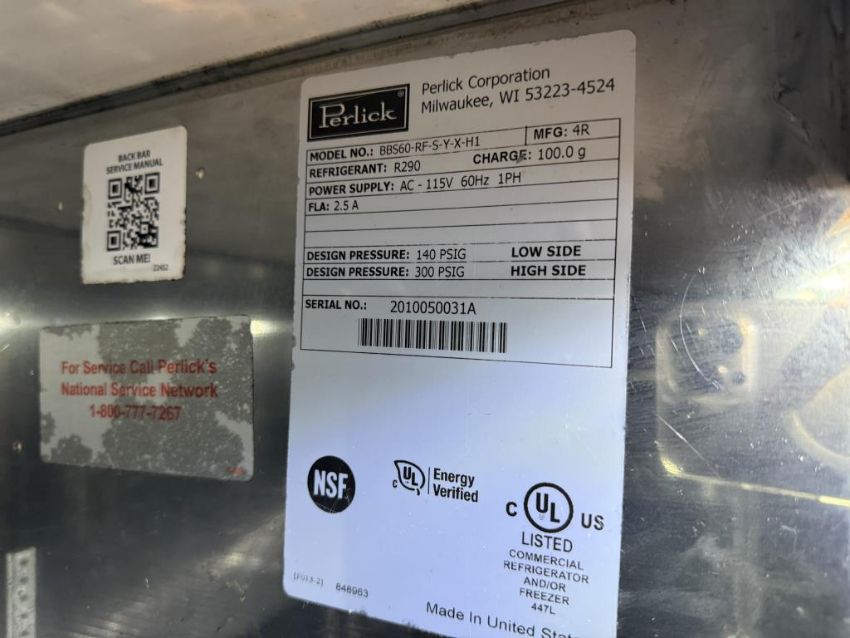 BACK BAR
SERVICE MANUAL
SCAN ME!
For Service Call Perlick's
National Service Network
1-800-777-7267
Perlick®
Perlick Corporation
Milwaukee, WI 53223-4524
MODEL NO.: BBS60-RF-S-Y-X-H1 MFG: 4R
REFRIGERANT: R290 CHARGE: 100.0 g
POWER SUPPLY: AC - 115V 60Hz 1PH
FLA: 2.5 A
DESIGN PRESSURE: 140 PSIG LOW SIDE
DESIGN PRESSURE: 300 PSIG HIGH SIDE
SERIAL NO.: 2010050031A
NSF
C UL Energy
Verified
C UL US
LISTED
COMMERCIAL
REFRIGERATOR
AND/OR
FREEZER
447L
[F013-2] 848963
Made In United